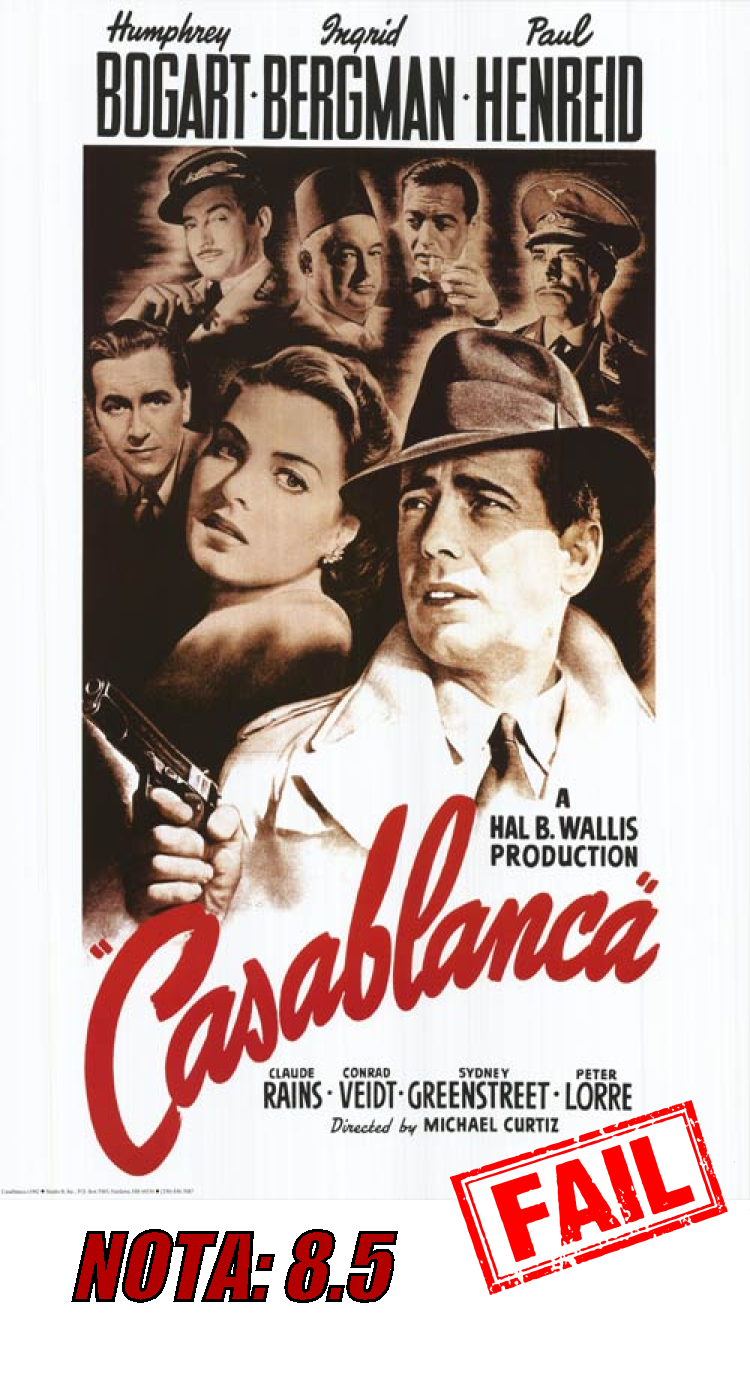 Humphrey Ingrid Paul
BOGART · BERGMAN · HENREID
A
HAL B. WALLIS
PRODUCTION
"Casablanca"
CLAUDE CONRAD SYDNEY PETER
RAINS · VEIDT · GREENSTREET · LORRE
Directed by MICHAEL CURTIZ
FAIL
NOTA: 8.5